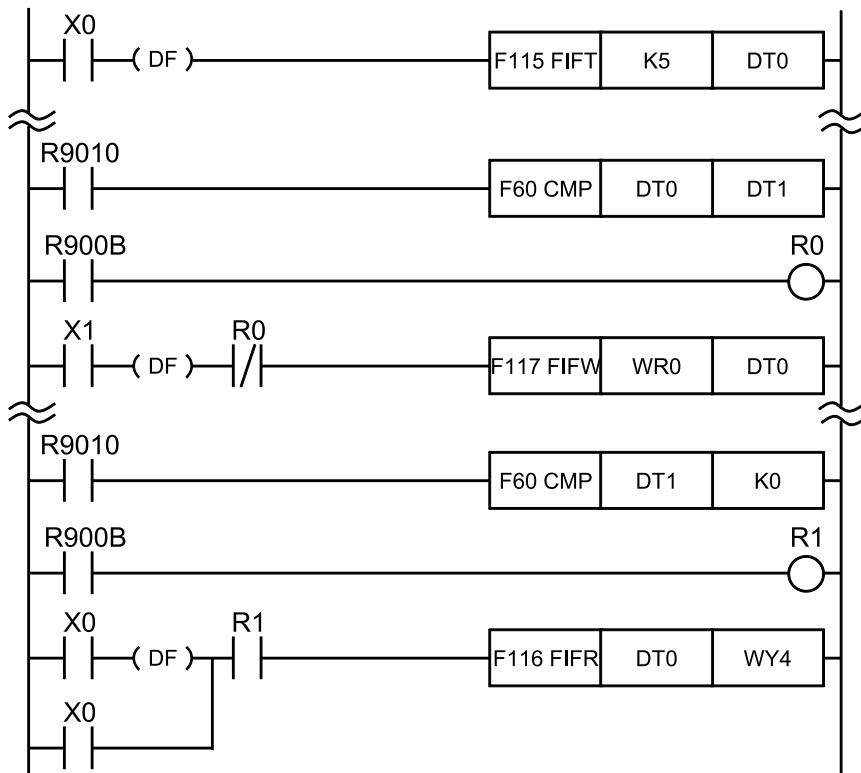 X0
( DF ) F115 FIFT K5 DT0
R9010
F60 CMP DT0 DT1
R900B R0
X1 R0
( DF ) F117 FIFW WR0 DT0
R9010
F60 CMP DT1 K0
R900B R1
X0 R1
( DF ) F116 FIFR DT0 WY4
X0